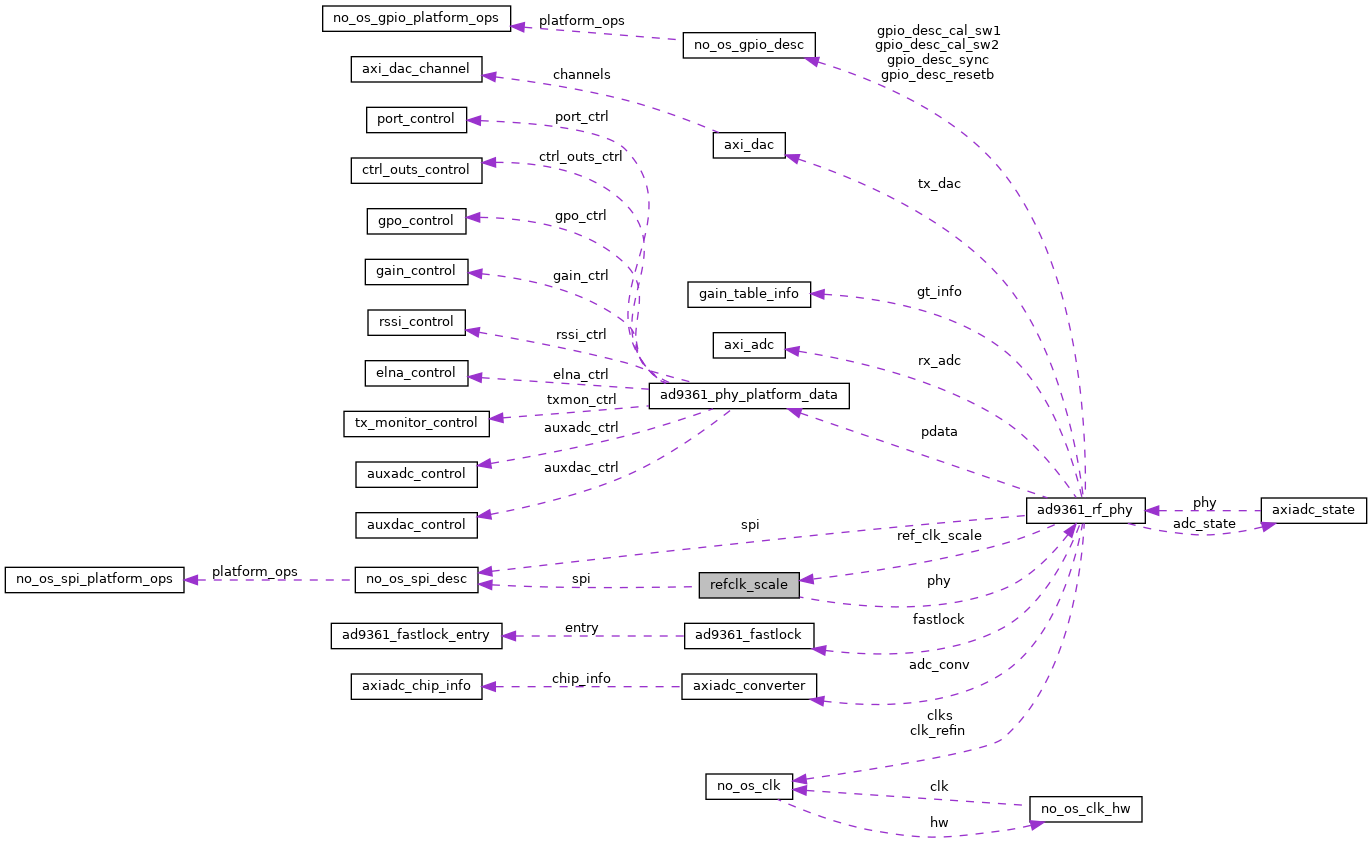 no_os_gpio_platform_ops
platform_ops
no_os_gpio_desc
gpio_desc_cal_sw1
gpio_desc_cal_sw2
gpio_desc_sync
gpio_desc_resetb
axi_dac_channel
channels
axi_dac
port_control
port_ctrl
ctrl_outs_control
ctrl_outs_ctrl
tx_dac
gpo_control
gpo_ctrl
gain_control
gain_ctrl
gain_table_info
gt_info
rssi_control
rssi_ctrl
axi_adc
rx_adc
elna_control
elna_ctrl
ad9361_phy_platform_data
tx_monitor_control
txmon_ctrl
auxadc_ctrl
pdata
auxadc_control
auxdac_ctrl
auxdac_control
spi
ad9361_rf_phy
phy
adc_state
axiadc_state
ref_clk_scale
no_os_spi_platform_ops
platform_ops
no_os_spi_desc
spi
refclk_scale
phy
ad9361_fastlock_entry
entry
ad9361_fastlock
fastlock
axiadc_chip_info
chip_info
axiadc_converter
adc_conv
clks
clk_refin
no_os_clk
clk
hw
no_os_clk_hw